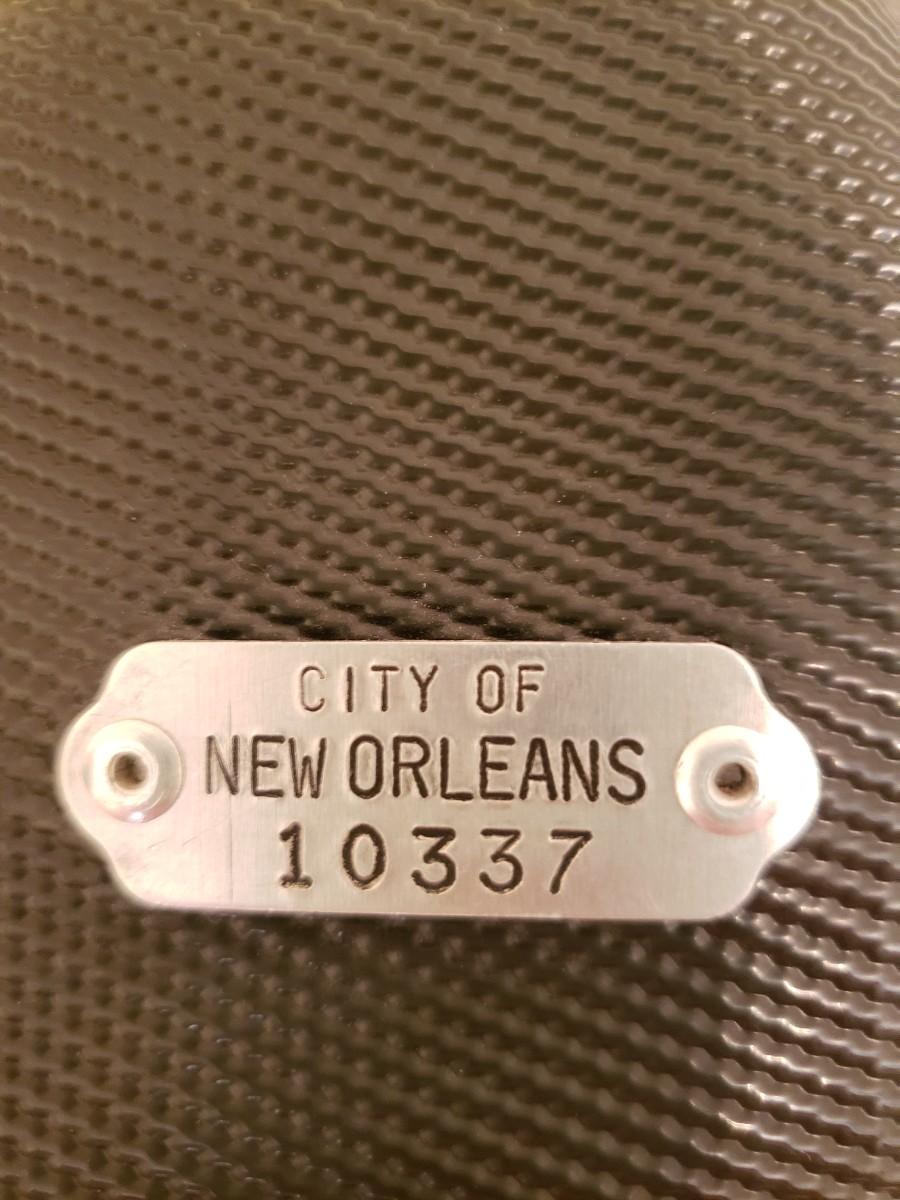 CITY OF
NEW ORLEANS
10337